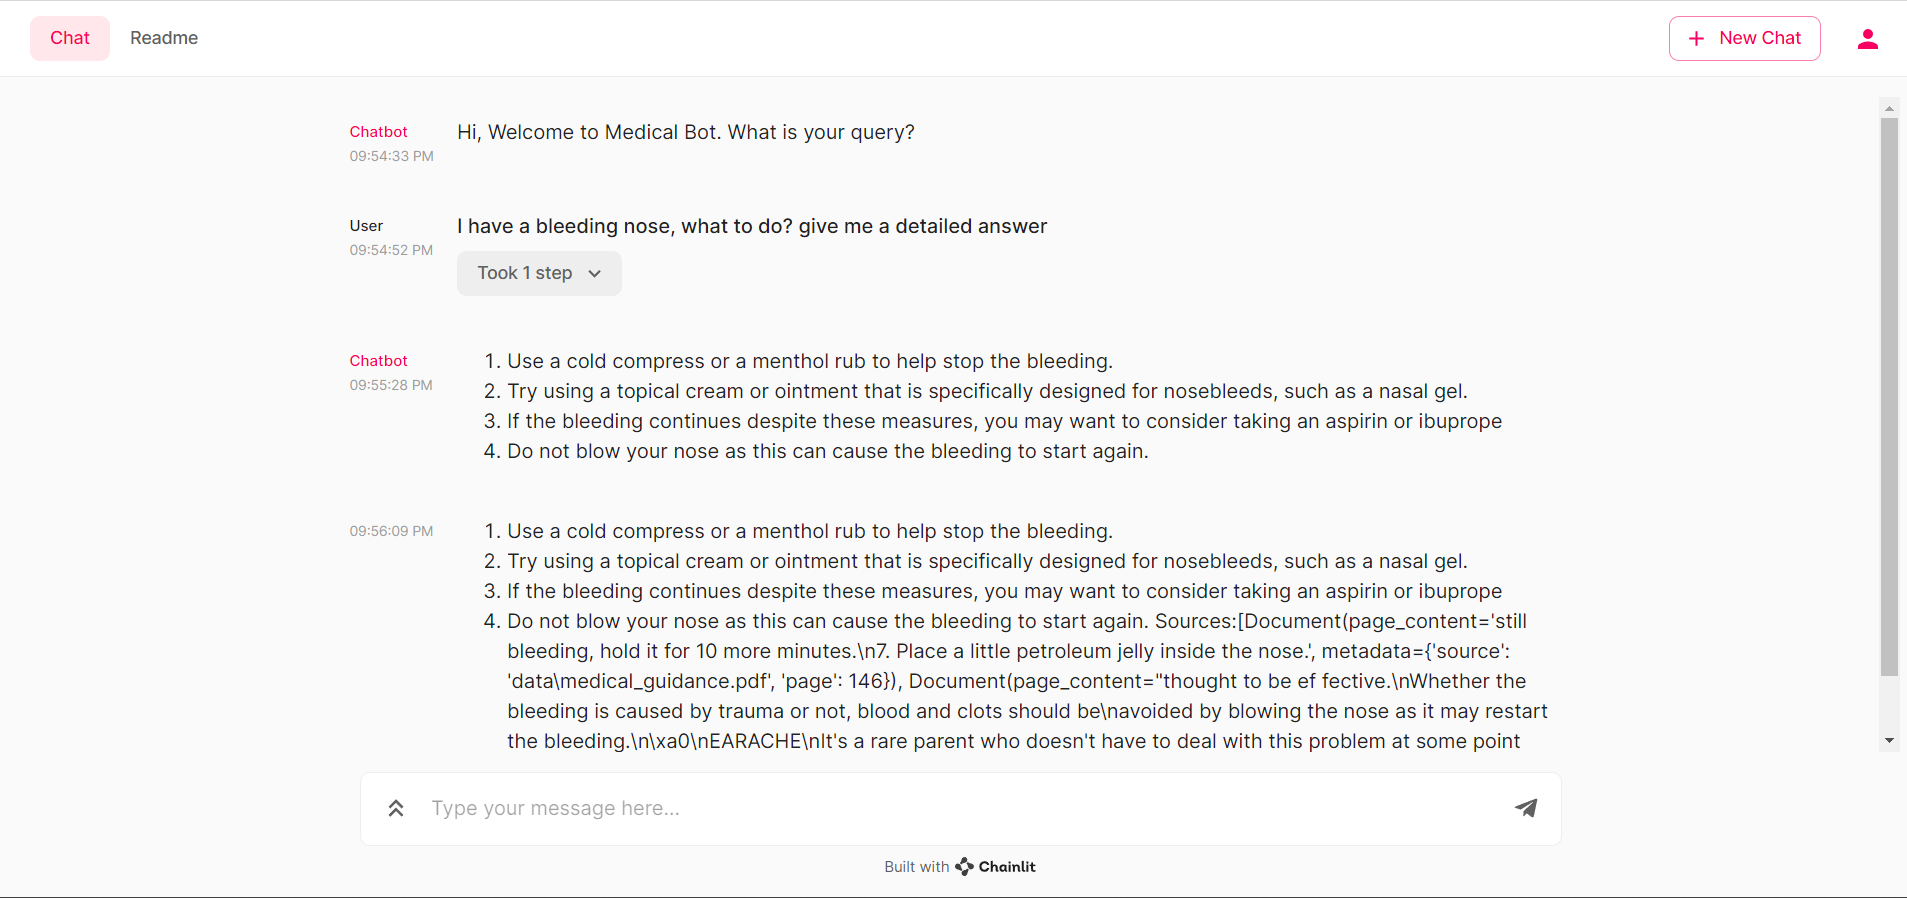 Chat
Readme
New Chat
Chatbot
09:54:33 PM
Hi, Welcome to Medical Bot. What is your query?
User
09:54:52 PM
I have a bleeding nose, what to do? give me a detailed answer
Took 1 step
Chatbot
09:55:28 PM
1. Use a cold compress or a menthol rub to help stop the bleeding.
2. Try using a topical cream or ointment that is specifically designed for nosebleeds, such as a nasal gel.
3. If the bleeding continues despite these measures, you may want to consider taking an aspirin or ibuprope
4. Do not blow your nose as this can cause the bleeding to start again.
09:56:09 PM
1. Use a cold compress or a menthol rub to help stop the bleeding.
2. Try using a topical cream or ointment that is specifically designed for nosebleeds, such as a nasal gel.
3. If the bleeding continues despite these measures, you may want to consider taking an aspirin or ibuprope
4. Do not blow your nose as this can cause the bleeding to start again. Sources:[Document(page_content='still
bleeding, hold it for 10 more minutes.\n7. Place a little petroleum jelly inside the nose.', metadata={'source':
'data\medical_guidance.pdf', 'page': 146}), Document(page_content="thought to be ef fective.\nWhether the
bleeding is caused by trauma or not, blood and clots should be\navoided by blowing the nose as it may restart
the bleeding.\n\xa0\nEARACHE\nIt's a rare parent who doesn't have to deal with this problem at some point
Type your message here...
Built with Chainlit